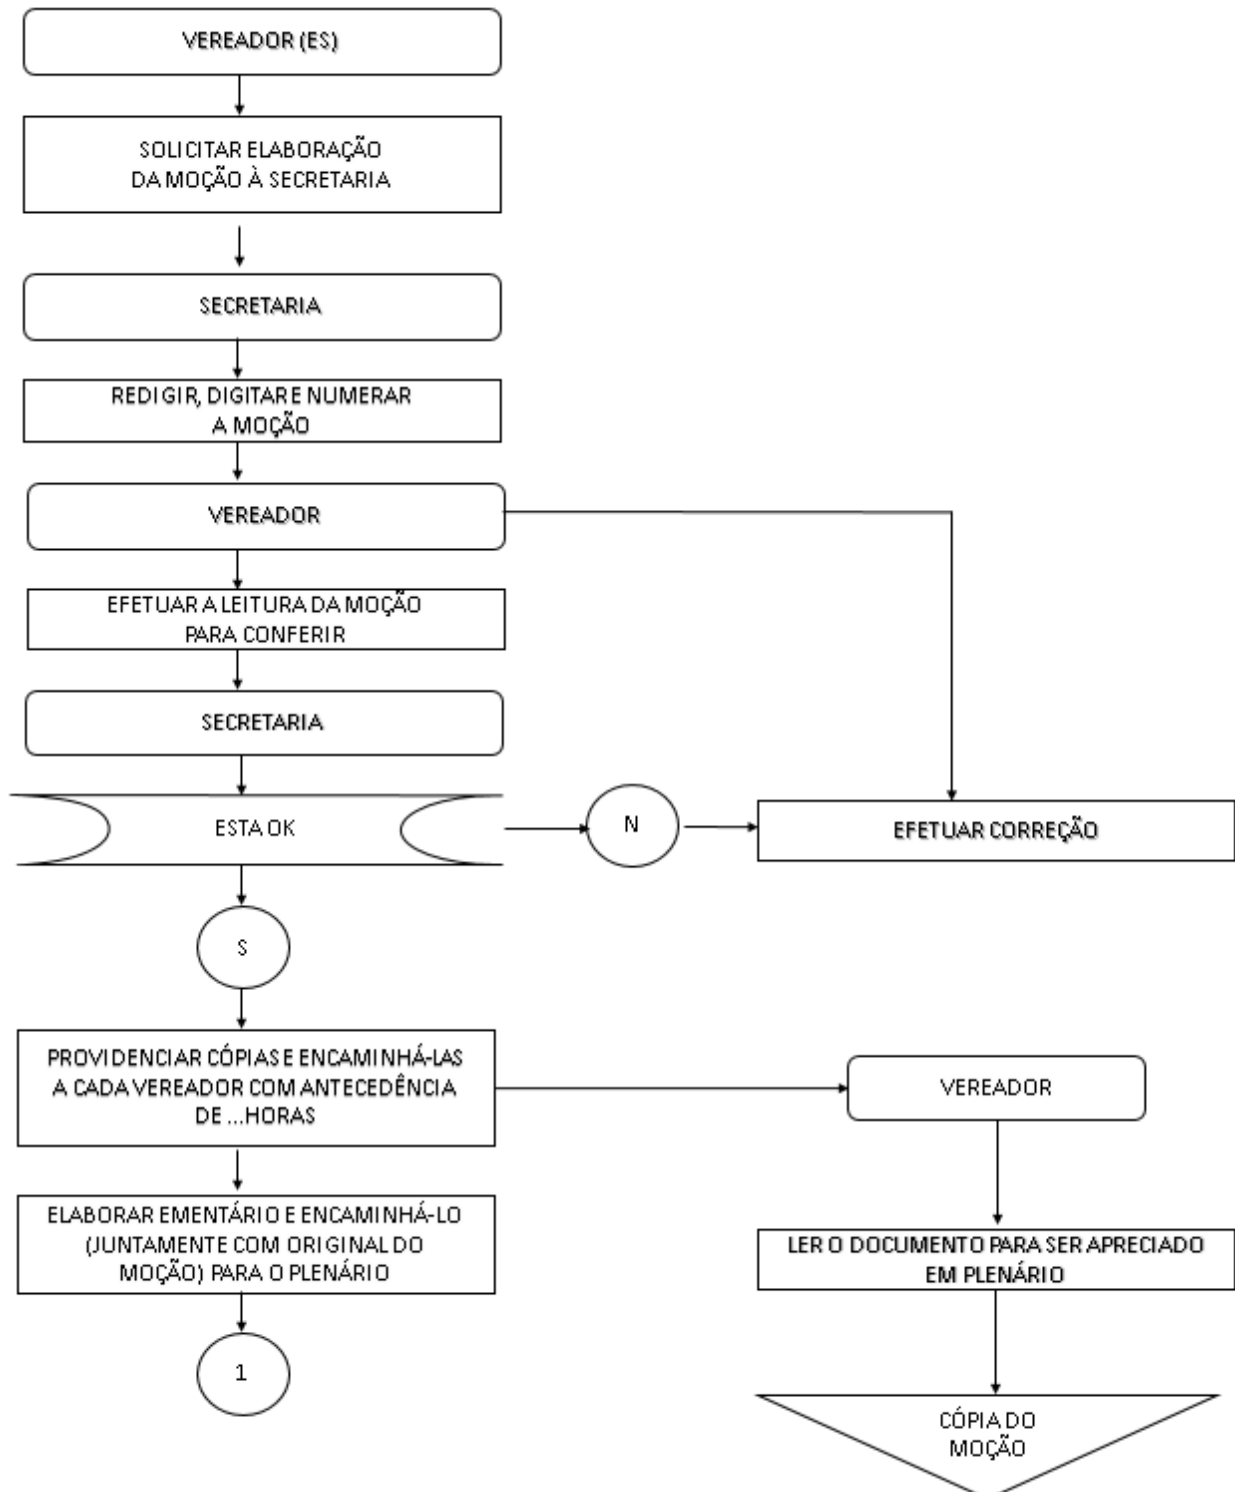 VEREADOR (ES)
SOLICITAR ELABORAÇÃO
DA MOÇÃO À SECRETARIA
SECRETARIA
REDIGIR, DIGITAR E NUMERAR
A MOÇÃO
VEREADOR
EFETUAR A LEITURA DA MOÇÃO
PARA CONFERIR
SECRETARIA
ESTA OK
N
EFETUAR CORREÇÃO
S
PROVIDENCIAR CÓPIAS E ENCAMINHÁ-LAS
A CADA VEREADOR COM ANTECEDÊNCIA
DE ...HORAS
VEREADOR
ELABORAR EMENTÁRIO E ENCAMINHÁ-LO
(JUNTAMENTE COM ORIGINAL DO
MOÇÃO) PARA O PLENÁRIO
LER O DOCUMENTO PARA SER APRECIADO
EM PLENÁRIO
1
CÓPIA DO
MOÇÃO